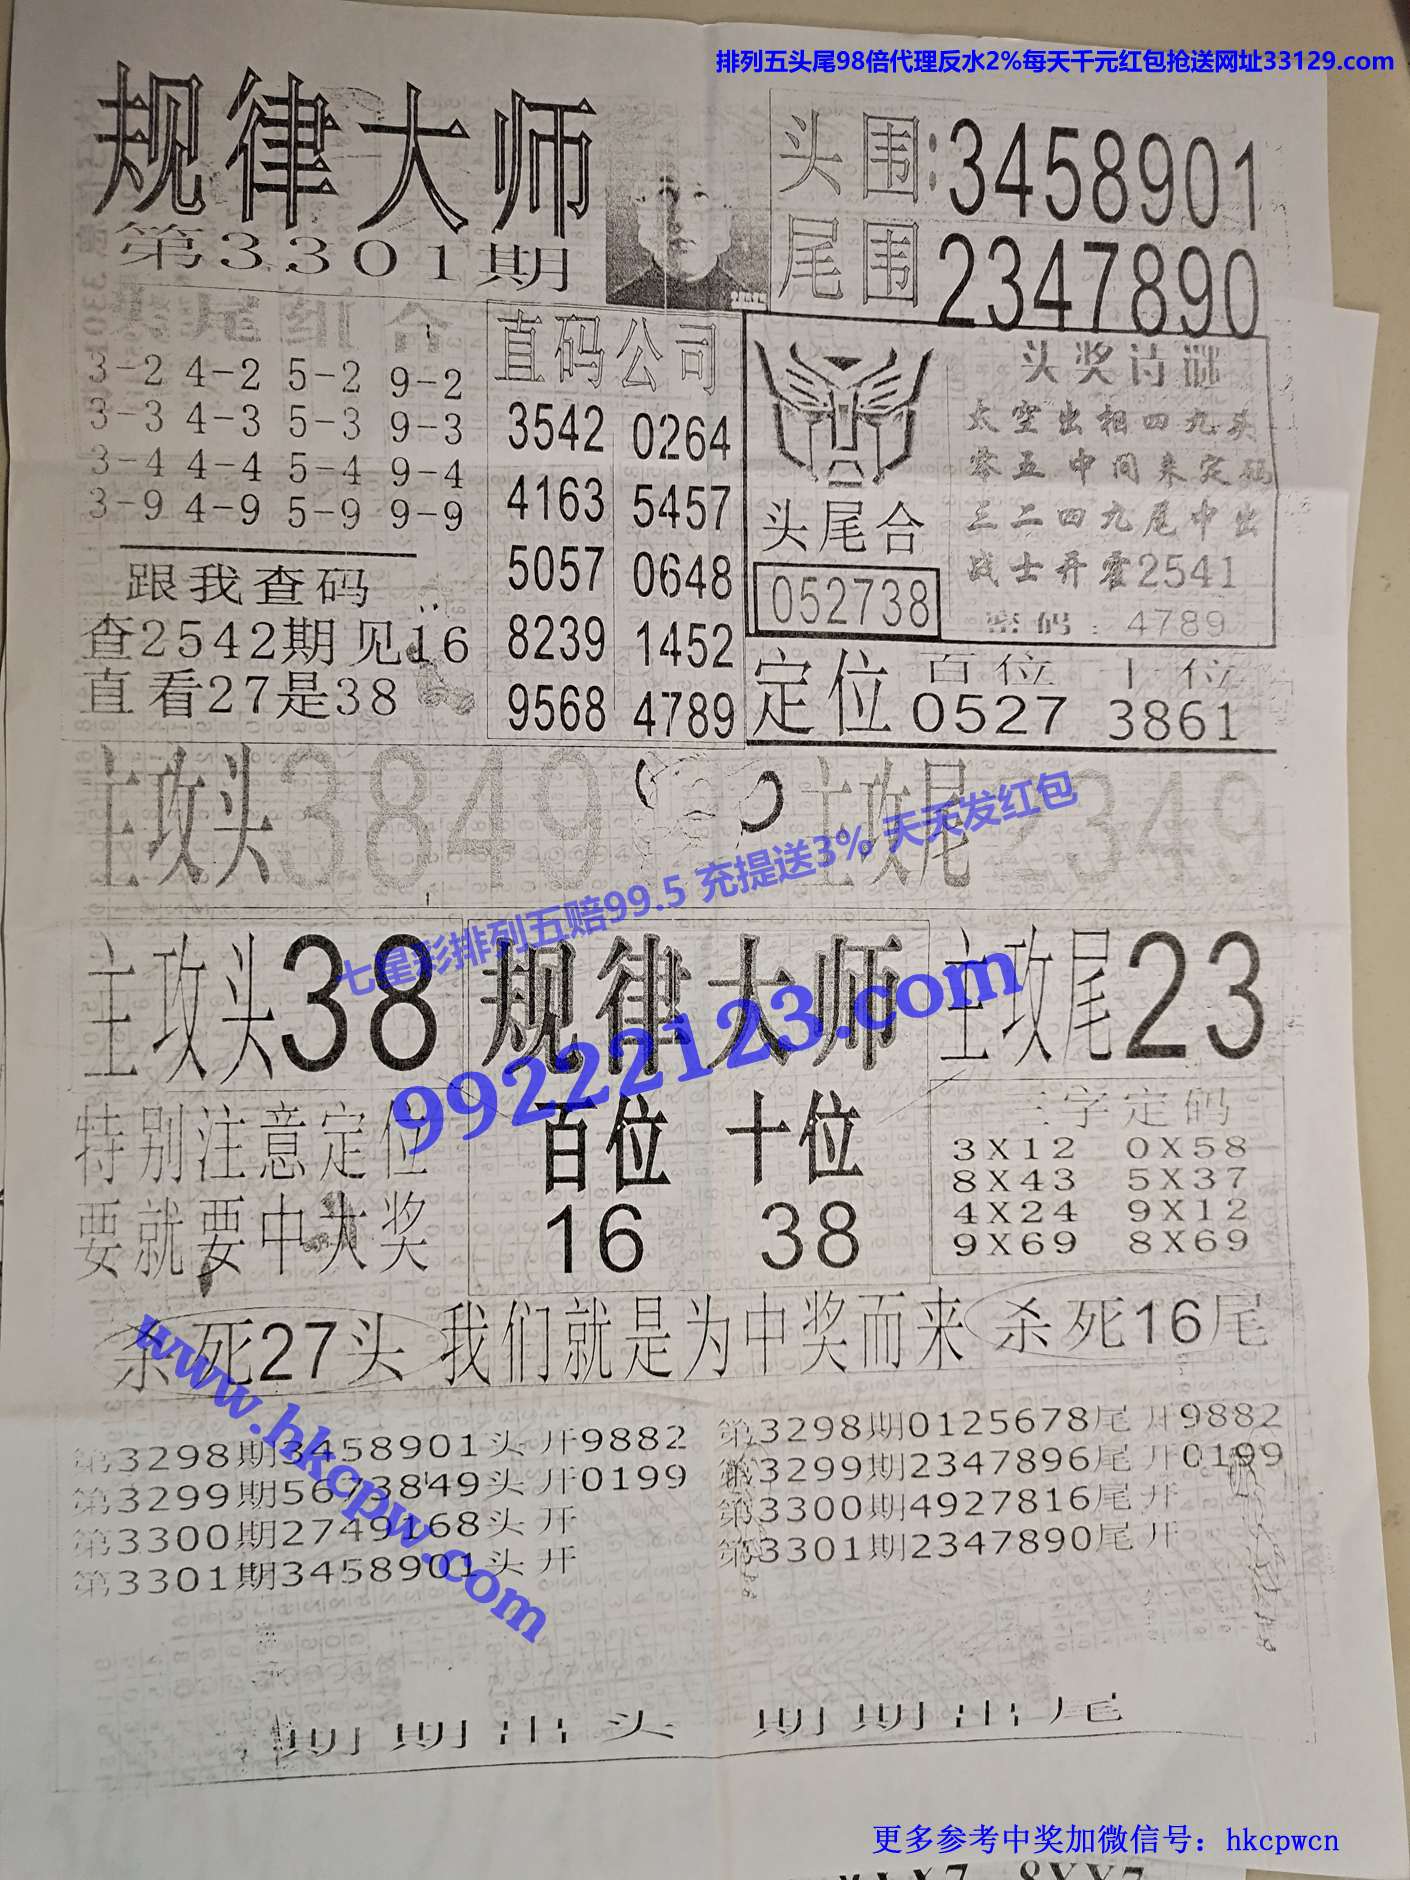 排列五头尾98倍代理反水2%每天千元红包抢送网址33129.com
规律大师
第3301期
头围:3458901
尾围2347890
3-2 4-2 5-2 9-2
3-3 4-3 5-3 9-3
3-4 4-4 5-4 9-4
3-9 4-9 5-9 9-9
跟我查码
查2542期见16
直看27是38
直码公司
3542 0264
4163 5457
5057 0648
8239 1452
9568 4789
头尾合
052738
头奖诗谜
太空出相四九头
零五中间来定码
三二四九尾中出
战士开霍2541
密码:4789
定位 百位 十位
0527 3861
主攻头3849 主攻尾2349
七星彩排列五赔99.5 充提送3% 天天发红包
主攻头38 规律大师 主攻尾23
99222123.com
特别注意定位
要就要中大奖
百位 十位
16 38
三字定码
3X12 0X58
8X43 5X37
4X24 9X12
9X69 8X69
杀死27头 我们就是为中奖而来 杀死16尾
www.hkcpw.com
第3298期3458901头开9882
第3299期5673849头开0199
第3300期2749168头开
第3301期3458901头开
第3298期0125678尾开9882
第3299期2347896尾开0199
第3300期4927816尾开
第3301期2347890尾开
期期出头 期期出尾
更多参考中奖加微信号：hkcpwcn